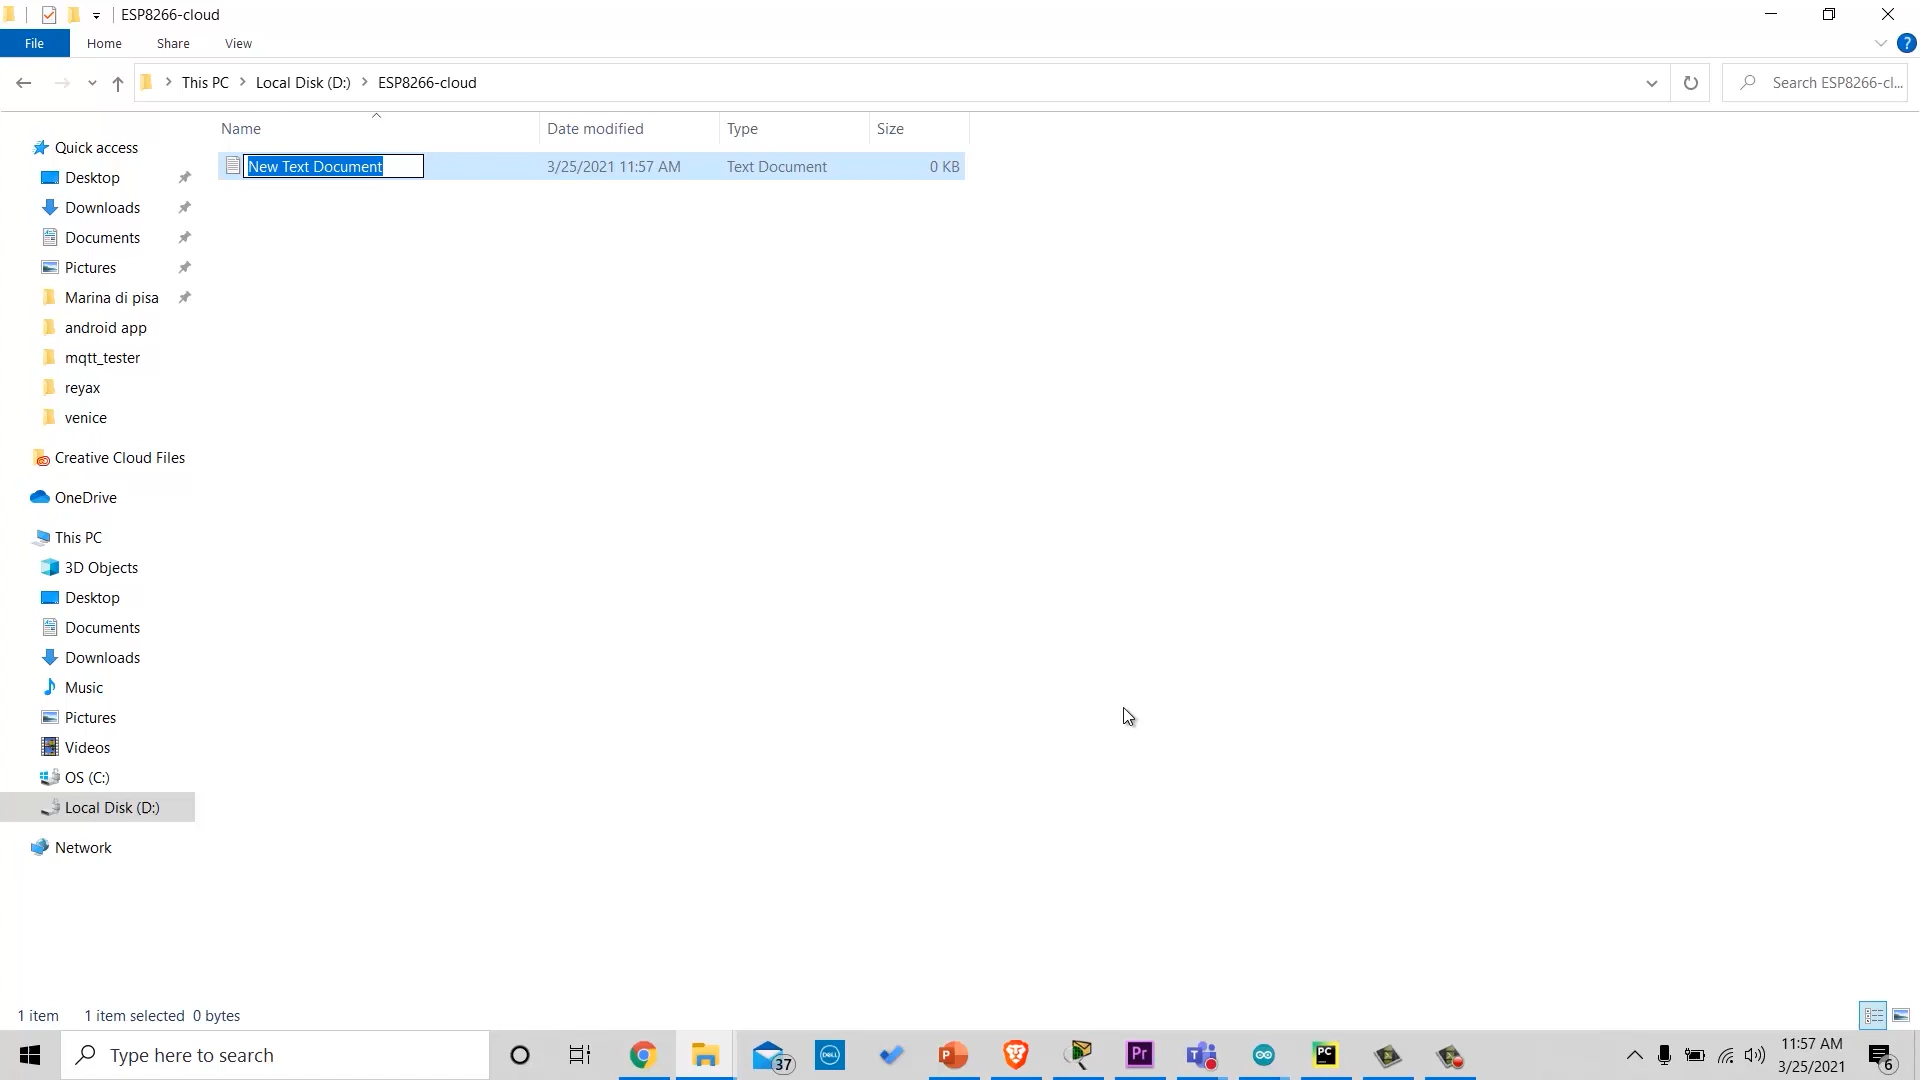 ESP8266-cloud
File Home Share View
?
This PC Local Disk (D:) ESP8266-cloud
Search ESP8266-cl...
Name Date modified Type Size
New Text Document 3/25/2021 11:57 AM Text Document 0 KB
Quick access
Desktop
Downloads
Documents
Pictures
Marina di pisa
android app
mqtt_tester
reyax
venice
Creative Cloud Files
OneDrive
This PC
3D Objects
Desktop
Documents
Downloads
Music
Pictures
Videos
OS (C:)
Local Disk (D:)
Network
1 item 1 item selected 0 bytes
Type here to search
37
DELL
P
Pr
T
PC
11:57 AM
3/25/2021
6